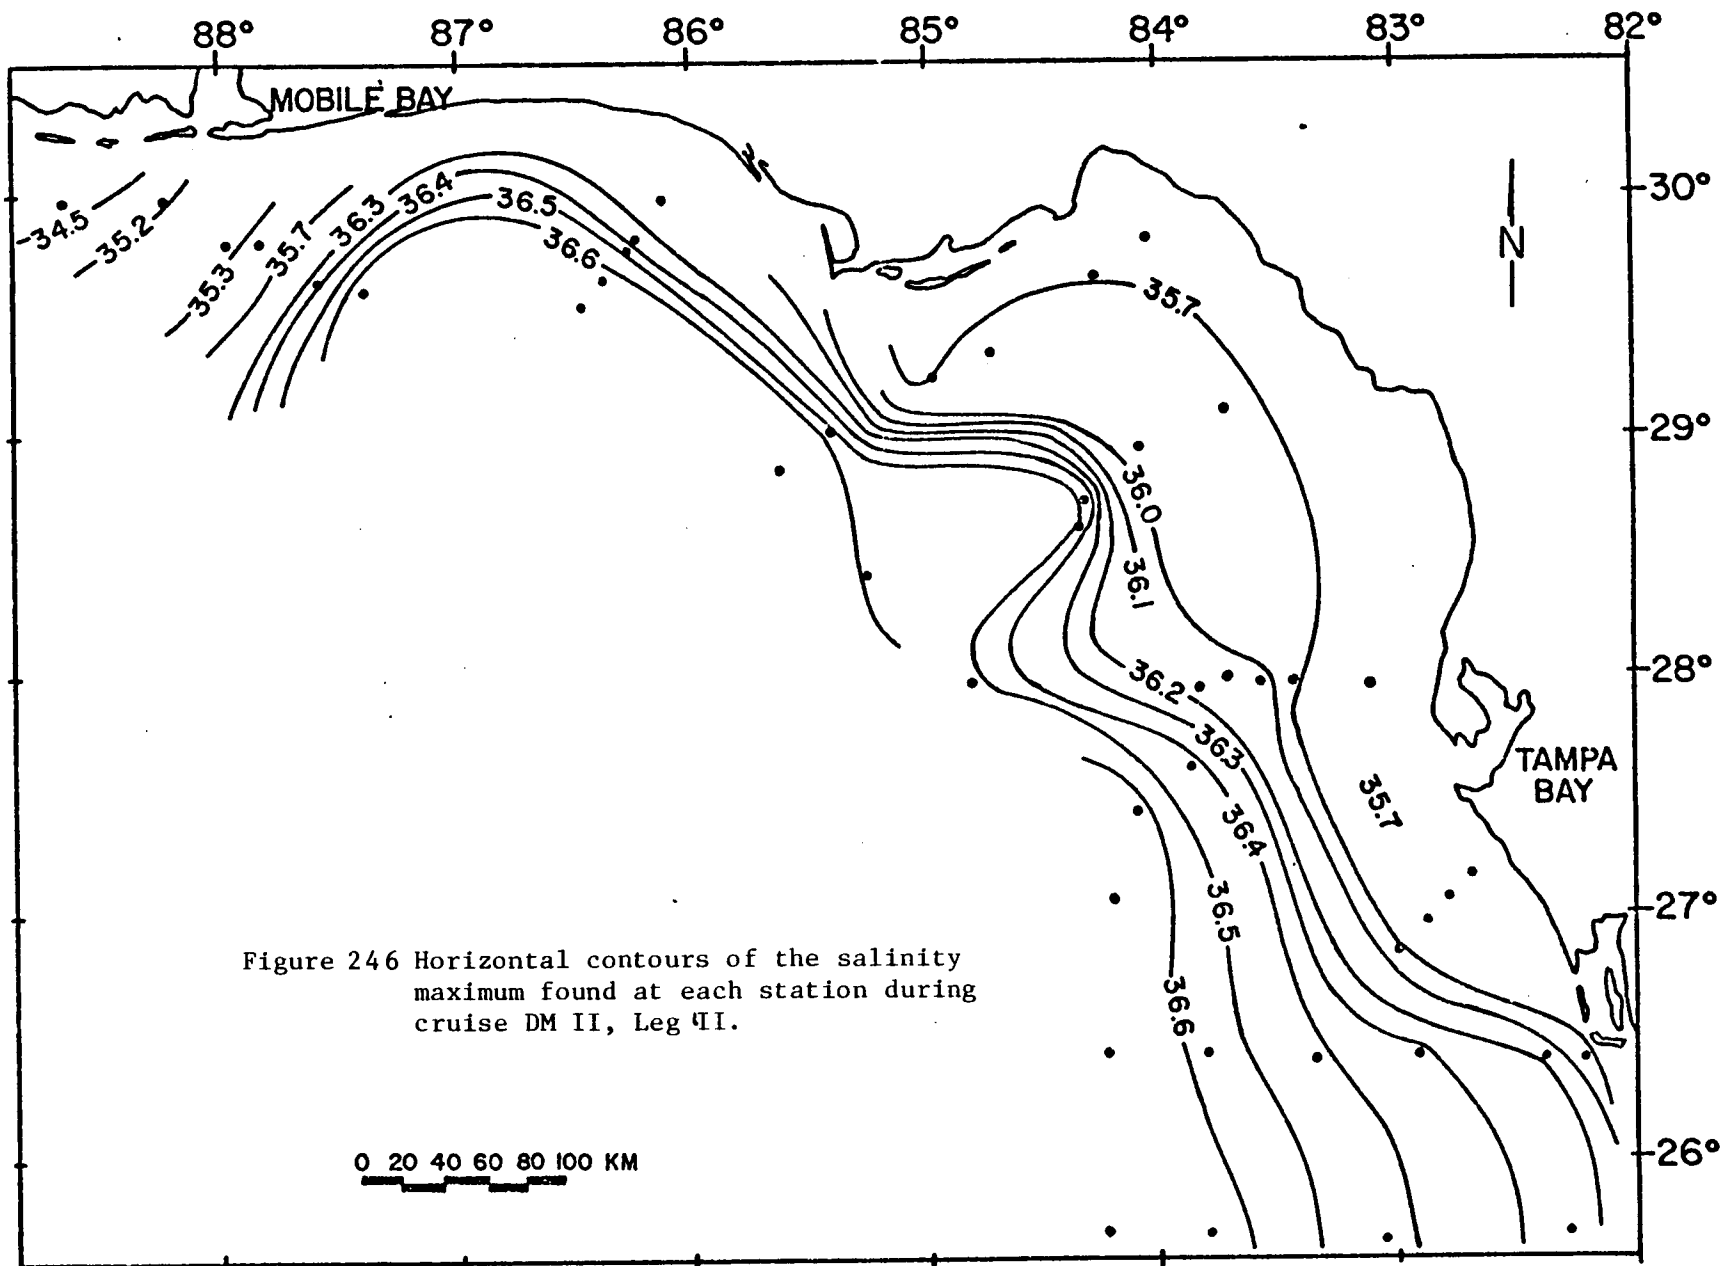 88° 87° 86° 85° 84° 83° 82°
MOBILE BAY
30°
29°
28°
27°
26°
N
34.5
35.2
35.3
35.7
36.3
36.4
36.5
36.6
35.7
36.0
36.1
36.2
36.3
36.4
36.5
36.6
35.7
TAMPA
BAY
Figure 246 Horizontal contours of the salinity
maximum found at each station during
cruise DM II, Leg II.
0 20 40 60 80 100 KM